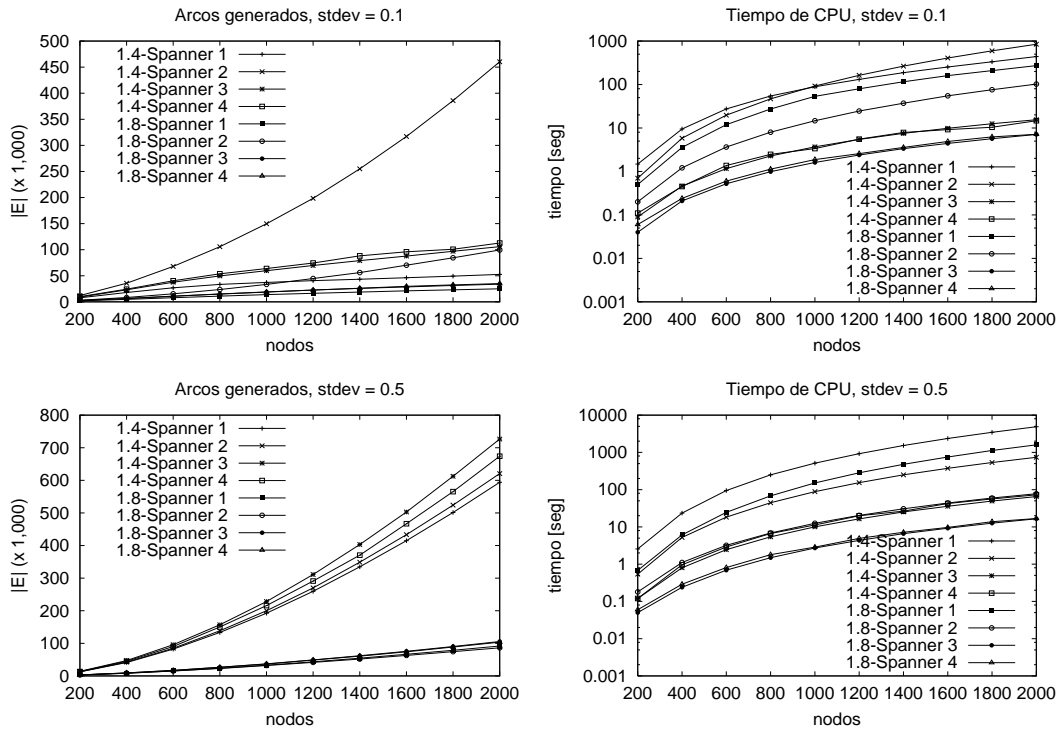 Arcos generados, stdev = 0.1
|E| (x 1,000)
500
450
400
350
300
250
200
150
100
50
0
1.4-Spanner 1
1.4-Spanner 2
1.4-Spanner 3
1.4-Spanner 4
1.8-Spanner 1
1.8-Spanner 2
1.8-Spanner 3
1.8-Spanner 4
200 400 600 800 1000 1200 1400 1600 1800 2000
nodos
Tiempo de CPU, stdev = 0.1
tiempo [seg]
1000
100
10
1
0.1
0.01
0.001
1.4-Spanner 1
1.4-Spanner 2
1.4-Spanner 3
1.4-Spanner 4
1.8-Spanner 1
1.8-Spanner 2
1.8-Spanner 3
1.8-Spanner 4
200 400 600 800 1000 1200 1400 1600 1800 2000
nodos
Arcos generados, stdev = 0.5
|E| (x 1,000)
800
700
600
500
400
300
200
100
0
1.4-Spanner 1
1.4-Spanner 2
1.4-Spanner 3
1.4-Spanner 4
1.8-Spanner 1
1.8-Spanner 2
1.8-Spanner 3
1.8-Spanner 4
200 400 600 800 1000 1200 1400 1600 1800 2000
nodos
Tiempo de CPU, stdev = 0.5
tiempo [seg]
10000
1000
100
10
1
0.1
0.01
0.001
1.4-Spanner 1
1.4-Spanner 2
1.4-Spanner 3
1.4-Spanner 4
1.8-Spanner 1
1.8-Spanner 2
1.8-Spanner 3
1.8-Spanner 4
200 400 600 800 1000 1200 1400 1600 1800 2000
nodos